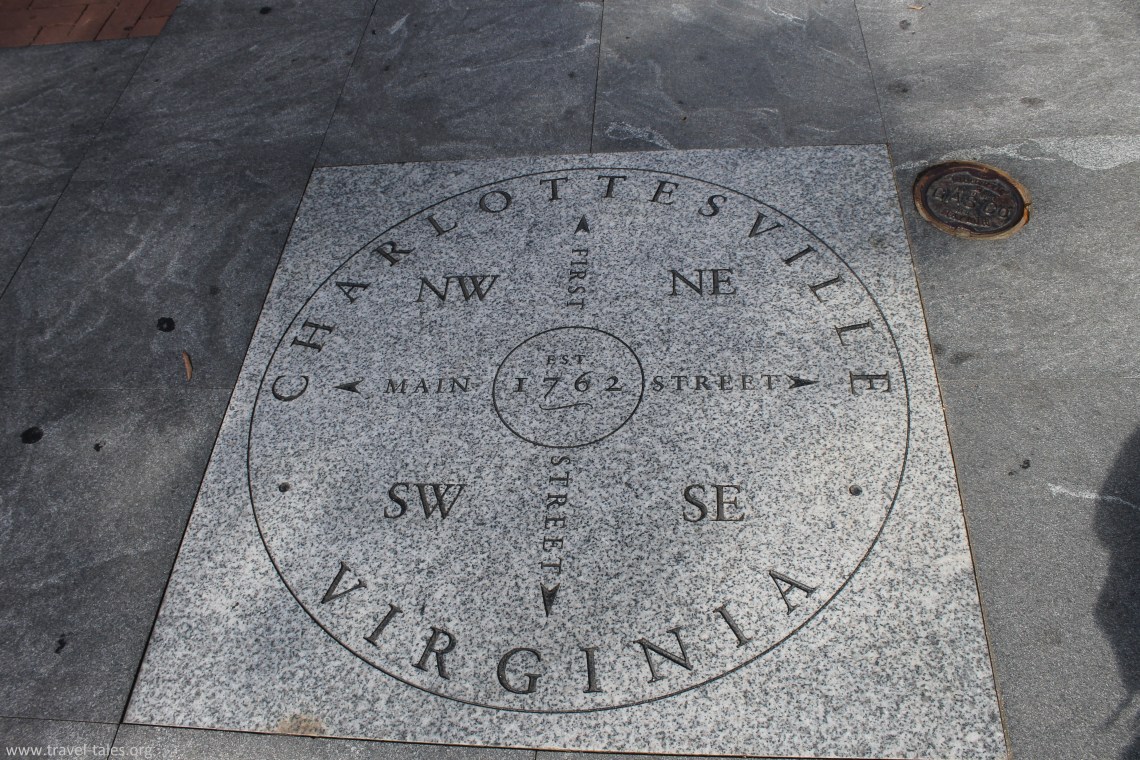 CHARLOTTESVILLE
NW
FIRST
NE
EST.
MAIN 1762 STREET
SW
STREET
SE
VIRGINIA
www.travel-tales.org